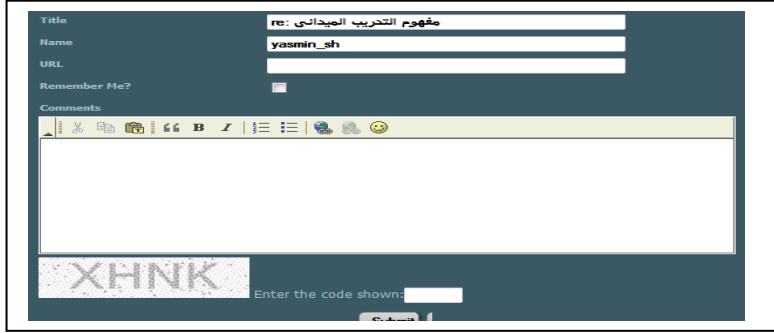 Title re: مفهوم التدريب الميدانى
Name yasmin_sh
URL
Remember Me?
Comments
B I
XHNK Enter the code shown:
Submit